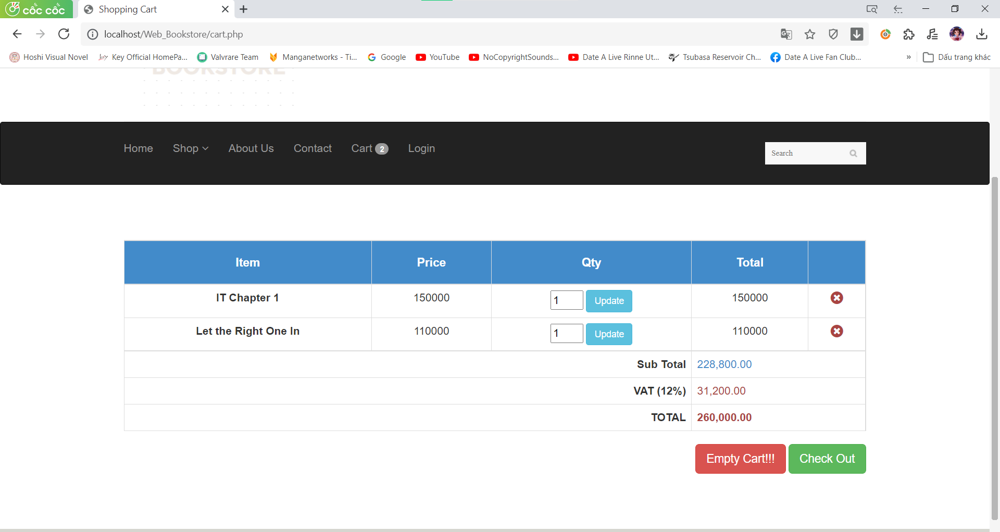 cốc cốc
Shopping Cart
localhost/Web_Bookstore/cart.php
Hoshi Visual Novel
Key Official HomePa...
Valvrare Team
Manganetworks - Ti...
Google
YouTube
NoCopyrightSounds...
Date A Live Rinne Ut...
Tsubasa Reservoir Ch...
Date A Live Fan Club...
»
Dấu trang khác
BOOKSTORE
Home Shop About Us Contact Cart 2 Login
Search
Item Price Qty Total
IT Chapter 1 150000 1 Update 150000
Let the Right One In 110000 1 Update 110000
Sub Total 228,800.00
VAT (12%) 31,200.00
TOTAL 260,000.00
Empty Cart!!! Check Out